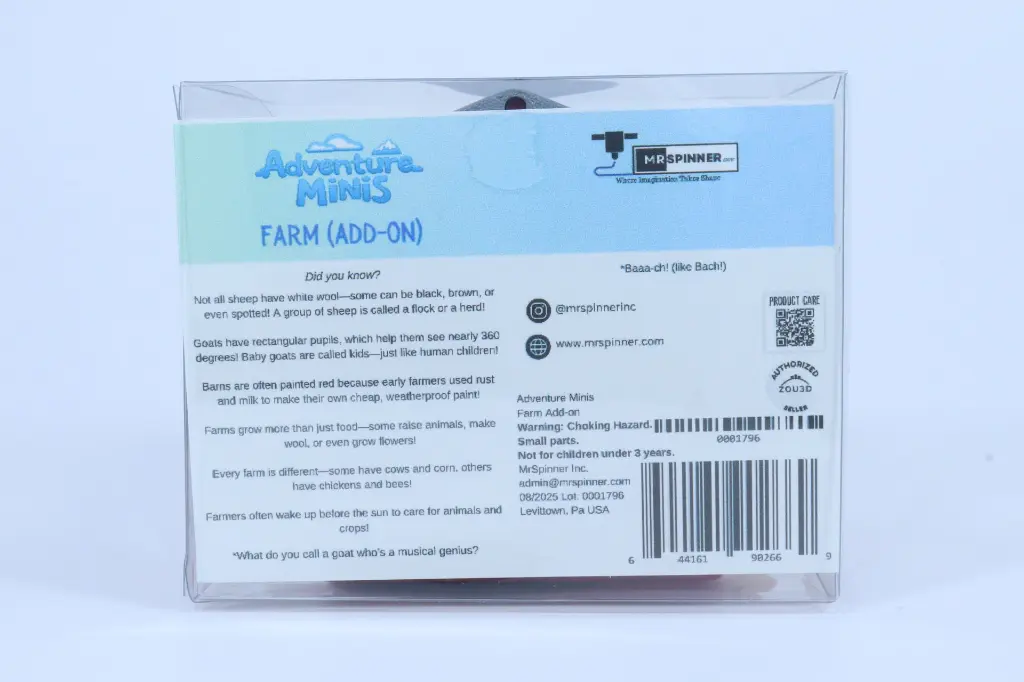 Adventure
MiNiS
FARM (ADD-ON)
MRSPINNER.com
Where Imagination Takes Shape
Did you know?
Not all sheep have white wool—some can be black, brown, or
even spotted! A group of sheep is called a flock or a herd!
Goats have rectangular pupils, which help them see nearly 360
degrees! Baby goats are called kids—just like human children!
Barns are often painted red because early farmers used rust
and milk to make their own cheap, weatherproof paint!
Farms grow more than just food—some raise animals, make
wool, or even grow flowers!
Every farm is different—some have cows and corn, others
have chickens and bees!
Farmers often wake up before the sun to care for animals and
crops!
*What do you call a goat who's a musical genius?
*Baaa-ch! (like Bach!)
@mrspinnerinc
www.mrspinner.com
PRODUCT CARE
AUTHORIZED
ZOU3D
SELLER
Adventure Minis
Farm Add-on
Warning: Choking Hazard.
Small parts.
Not for children under 3 years.
MrSpinner Inc.
admin@mrspinner.com
08/2025 Lot: 0001796
Levittown, Pa USA
0001796
6 44161 90266 9